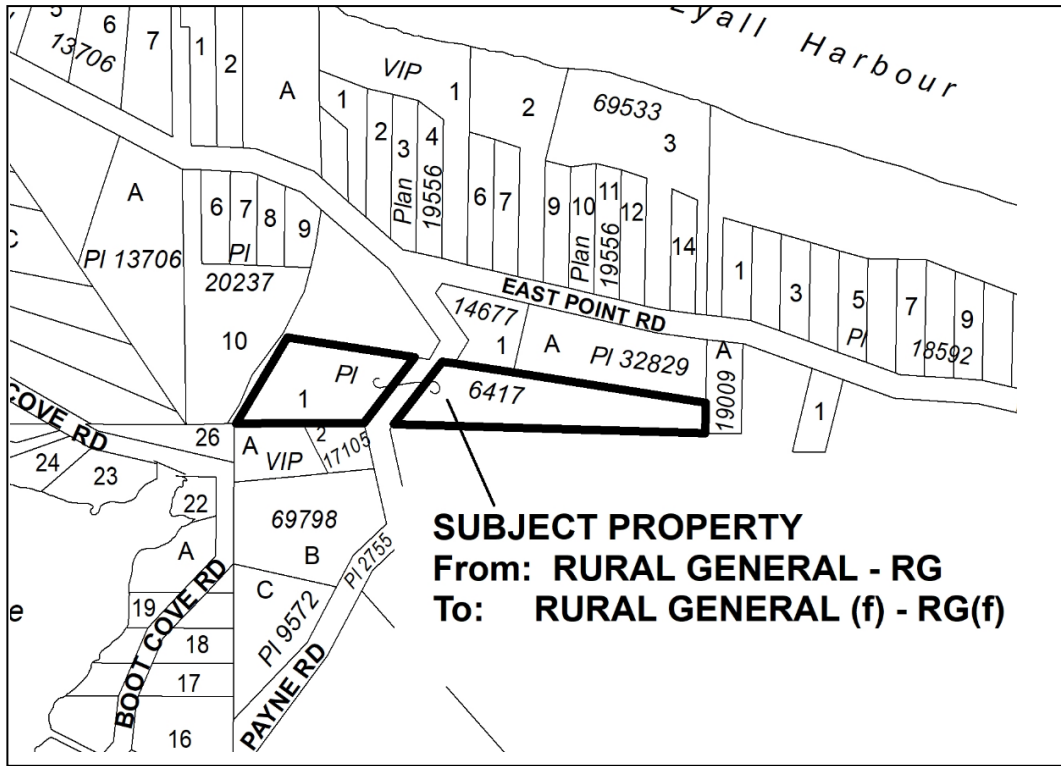 Lyall Harbour
5
6
7
13706
1
2
A
VIP
1
1
2
3
4
Plan
19556
2
69533
3
6
7
9
10
11
12
Plan
19556
14
1
3
5
7
9
Pl
18592
A
Pl 13706
C
6
7
8
9
Pl
20237
10
EAST POINT RD
14677
1
A
Pl 32829
A
19009
1
Pl
1
6417
COVE RD
26
24
23
22
A
VIP
2
17105
69798
B
A
19
18
17
16
BOOT COVE RD
C
Pl 9572
Pl 2755
PAYNE RD
e
SUBJECT PROPERTY
From: RURAL GENERAL - RG
To: RURAL GENERAL (f) - RG(f)